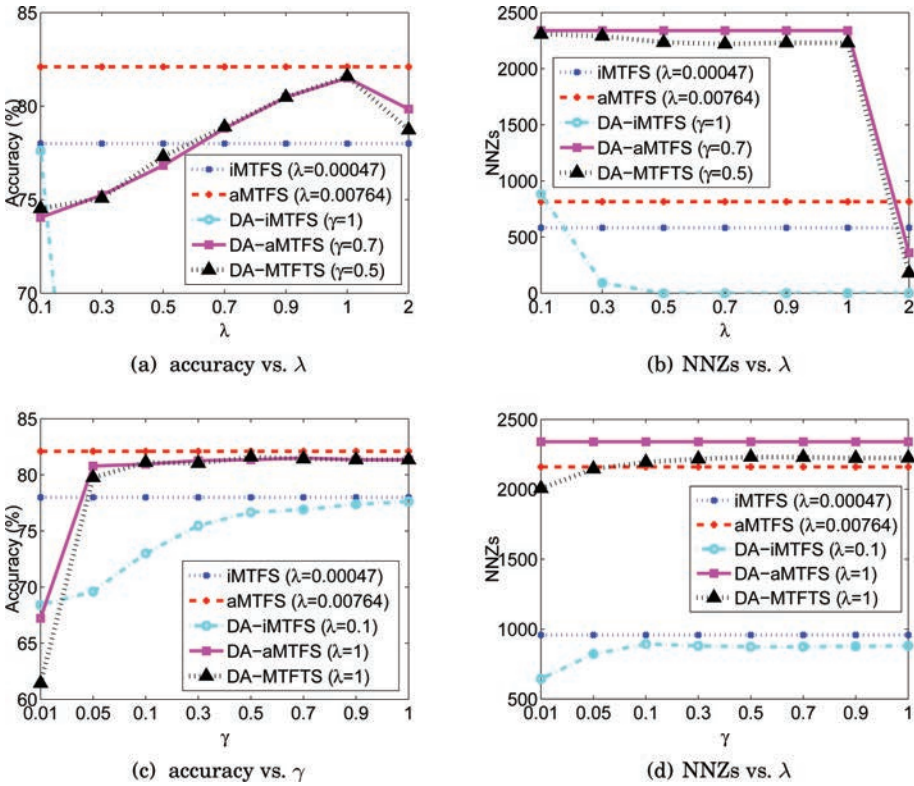 85
80
75
70
Accuracy (%)
iMTFS (λ=0.00047)
aMTFS (λ=0.00764)
DA-iMTFS (γ=1)
DA-aMTFS (γ=0.7)
DA-MTFTS (γ=0.5)
0.1 0.3 0.5 0.7 0.9 1 2
λ
(a) accuracy vs. λ
2500
2000
1500
1000
500
0
NNZs
iMTFS (λ=0.00047)
aMTFS (λ=0.00764)
DA-iMTFS (γ=1)
DA-aMTFS (γ=0.7)
DA-MTFTS (γ=0.5)
0.1 0.3 0.5 0.7 0.9 1 2
λ
(b) NNZs vs. λ
85
80
75
70
65
60
Accuracy (%)
iMTFS (λ=0.00047)
aMTFS (λ=0.00764)
DA-iMTFS (λ=0.1)
DA-aMTFS (λ=1)
DA-MTFTS (λ=1)
0.01 0.05 0.1 0.3 0.5 0.7 0.9 1
γ
(c) accuracy vs. γ
2500
2000
1500
1000
500
NNZs
iMTFS (λ=0.00047)
aMTFS (λ=0.00764)
DA-iMTFS (λ=0.1)
DA-aMTFS (λ=1)
DA-MTFTS (λ=1)
0.01 0.05 0.1 0.3 0.5 0.7 0.9 1
γ
(d) NNZs vs. λ